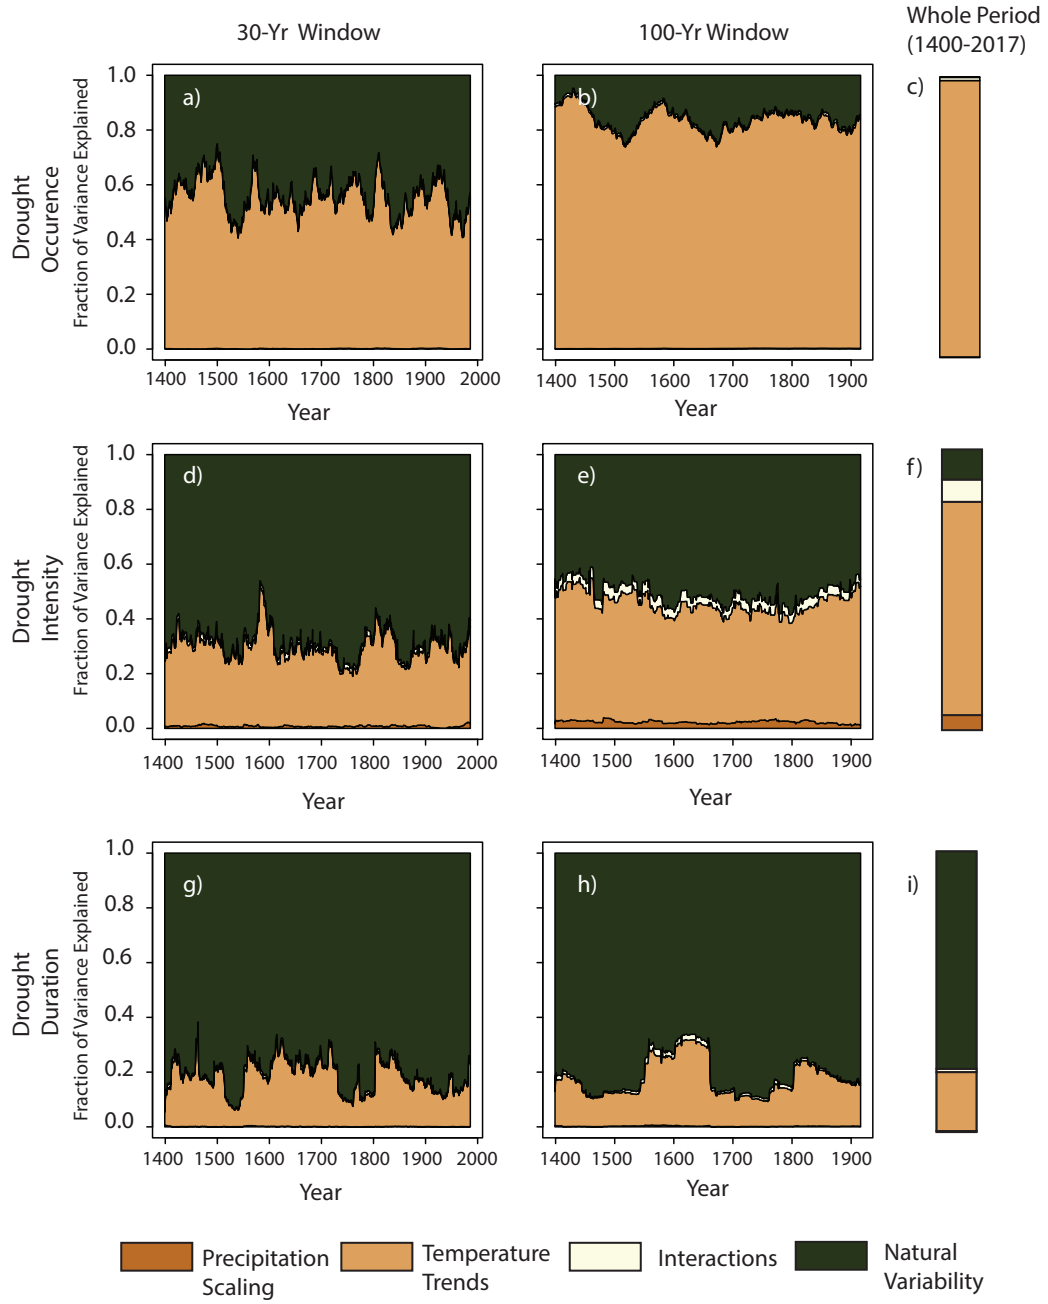 30-Yr Window
100-Yr Window
Whole Period
(1400-2017)
Drought
Occurence
Fraction of Variance Explained
1.0
0.8
0.6
0.4
0.2
0.0
a)
1400 1500 1600 1700 1800 1900 2000
Year
b)
1400 1500 1600 1700 1800 1900
Year
c)
Drought
Intensity
Fraction of Variance Explained
1.0
0.8
0.6
0.4
0.2
0.0
d)
1400 1500 1600 1700 1800 1900 2000
Year
e)
1400 1500 1600 1700 1800 1900
Year
f)
Drought
Duration
Fraction of Variance Explained
1.0
0.8
0.6
0.4
0.2
0.0
g)
1400 1500 1600 1700 1800 1900 2000
Year
h)
1400 1500 1600 1700 1800 1900
Year
i)
Precipitation
Scaling
Temperature
Trends
Interactions
Natural
Variability